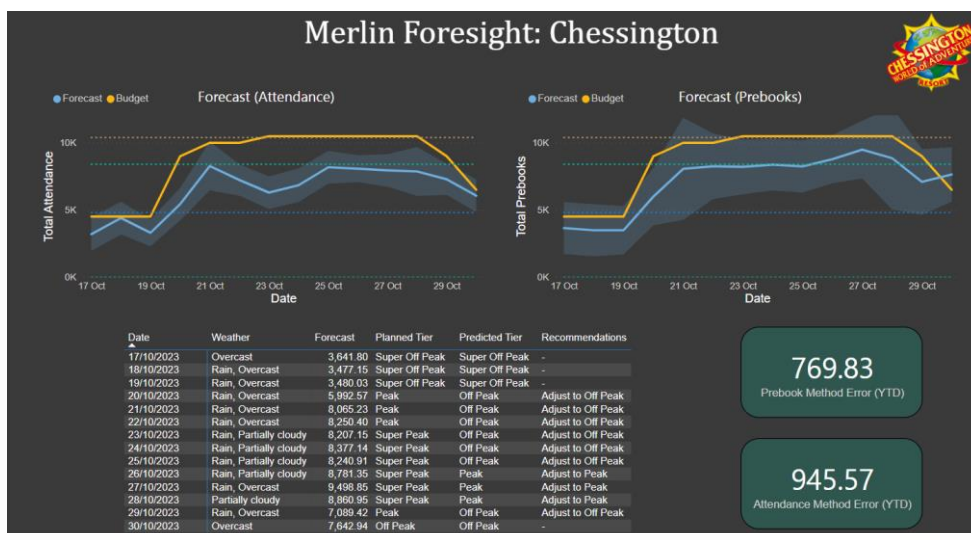 Merlin Foresight: Chessington
CHESSINGTON
WORLD OF ADVENTURES
RESORT
Forecast Budget Forecast (Attendance)
Total Attendance
10K
5K
0K
17 Oct 19 Oct 21 Oct 23 Oct 25 Oct 27 Oct 29 Oct
Date
Forecast Budget Forecast (Prebooks)
Total Prebooks
10K
5K
0K
17 Oct 19 Oct 21 Oct 23 Oct 25 Oct 27 Oct 29 Oct
Date
Date Weather Forecast Planned Tier Predicted Tier Recommendations
17/10/2023 Overcast 3,641.80 Super Off Peak Super Off Peak -
18/10/2023 Rain, Overcast 3,477.15 Super Off Peak Super Off Peak -
19/10/2023 Rain, Overcast 3,480.03 Super Off Peak Super Off Peak -
20/10/2023 Rain, Overcast 5,992.57 Peak Off Peak Adjust to Off Peak
21/10/2023 Rain, Overcast 8,065.23 Peak Off Peak Adjust to Off Peak
22/10/2023 Rain, Overcast 8,250.40 Peak Off Peak Adjust to Off Peak
23/10/2023 Rain, Partially cloudy 8,207.15 Super Peak Off Peak Adjust to Off Peak
24/10/2023 Rain, Partially cloudy 8,377.14 Super Peak Off Peak Adjust to Off Peak
25/10/2023 Rain, Partially cloudy 8,240.91 Super Peak Off Peak Adjust to Off Peak
26/10/2023 Rain, Partially cloudy 8,781.35 Super Peak Peak Adjust to Peak
27/10/2023 Rain, Overcast 9,498.85 Super Peak Peak Adjust to Peak
28/10/2023 Partially cloudy 8,860.95 Super Peak Peak Adjust to Peak
29/10/2023 Rain, Overcast 7,089.42 Peak Off Peak Adjust to Off Peak
30/10/2023 Overcast 7,642.94 Off Peak Off Peak -
769.83
Prebook Method Error (YTD)
945.57
Attendance Method Error (YTD)